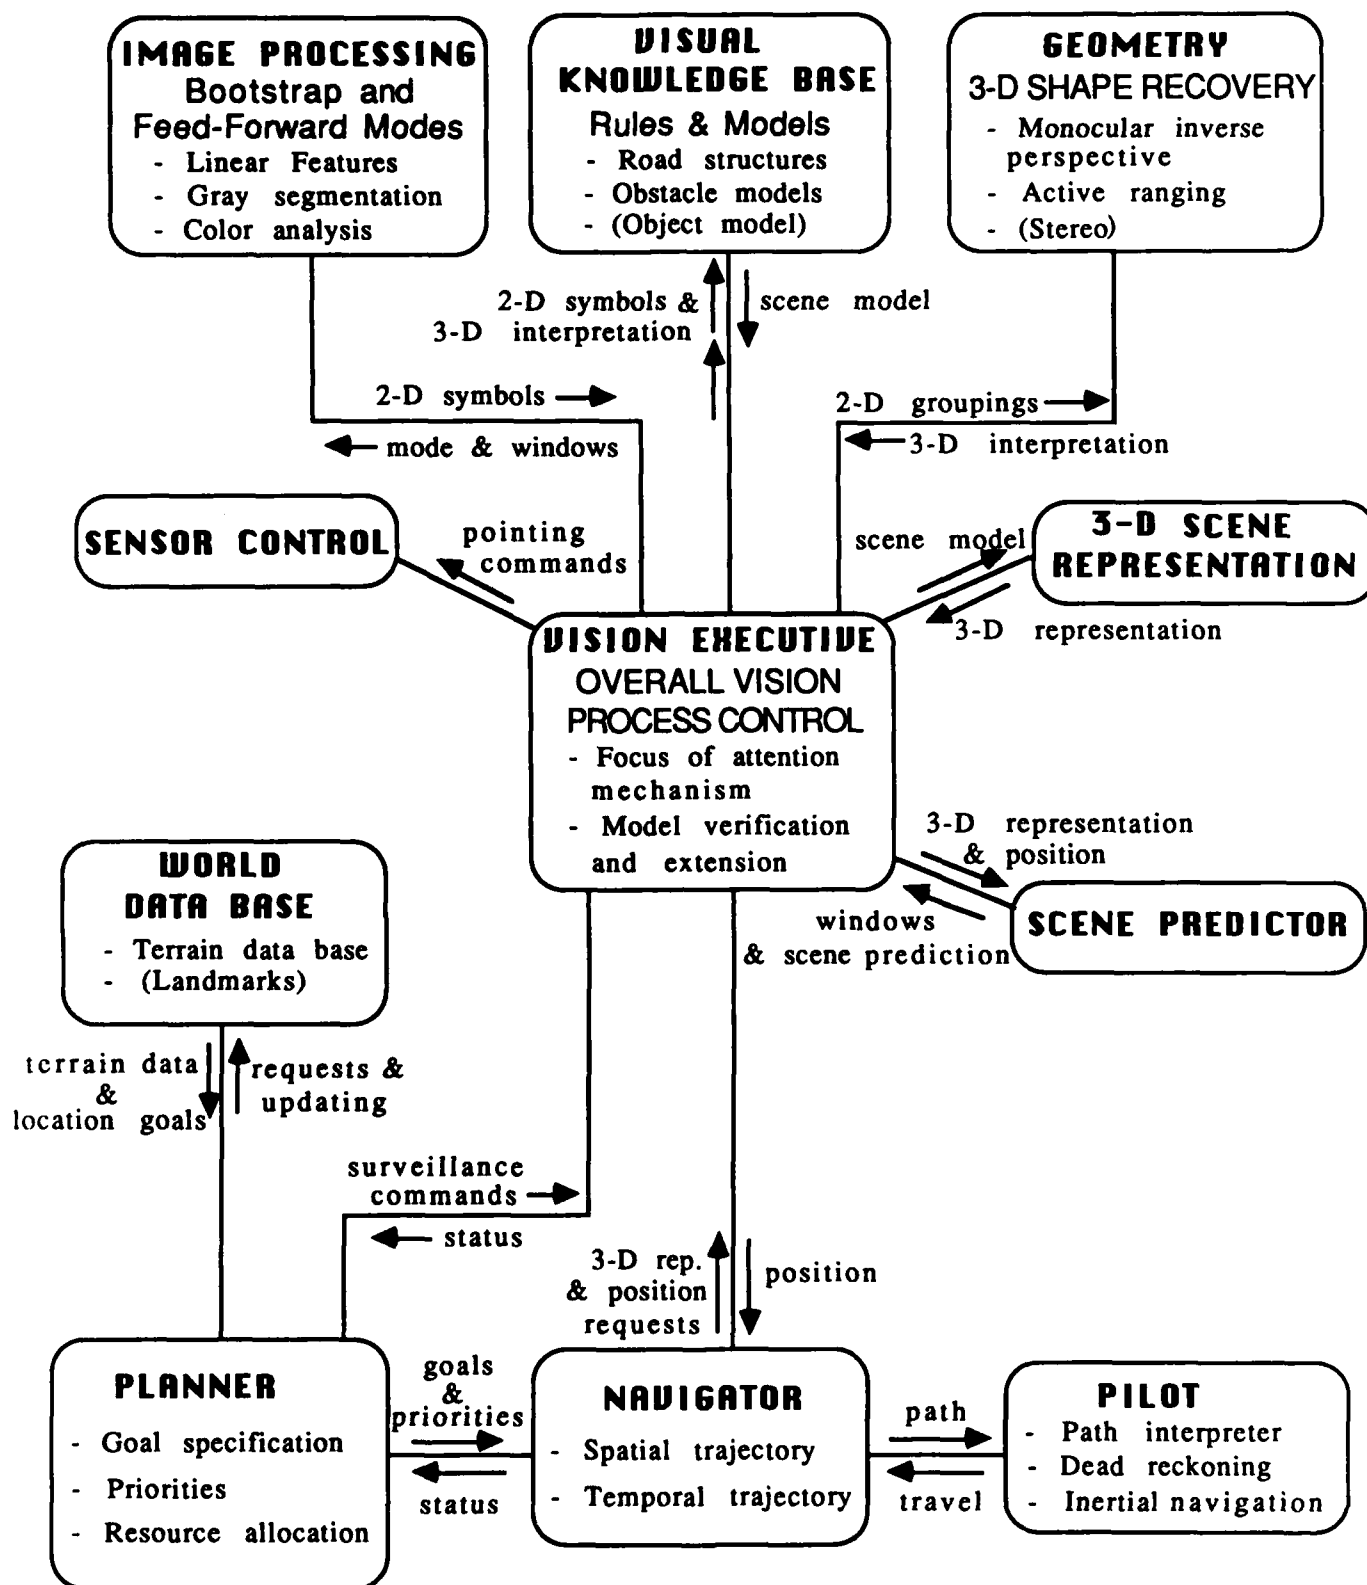 IMAGE PROCESSING
Bootstrap and
Feed-Forward Modes
- Linear Features
- Gray segmentation
- Color analysis
VISUAL
KNOWLEDGE BASE
Rules & Models
- Road structures
- Obstacle models
- (Object model)
GEOMETRY
3-D SHAPE RECOVERY
- Monocular inverse
perspective
- Active ranging
- (Stereo)
2-D symbols &
3-D interpretation
scene model
2-D symbols
mode & windows
2-D groupings
3-D interpretation
SENSOR CONTROL
pointing
commands
scene model
3-D SCENE
REPRESENTATION
3-D representation
VISION EXECUTIVE
OVERALL VISION
PROCESS CONTROL
- Focus of attention
mechanism
- Model verification
and extension
3-D representation
& position
windows
& scene prediction
SCENE PREDICTOR
WORLD
DATA BASE
- Terrain data base
- (Landmarks)
terrain data
&
location goals
requests &
updating
surveillance
commands
status
3-D rep.
& position
requests
position
PLANNER
- Goal specification
- Priorities
- Resource allocation
goals
&
priorities
status
NAVIGATOR
- Spatial trajectory
- Temporal trajectory
path
travel
PILOT
- Path interpreter
- Dead reckoning
- Inertial navigation